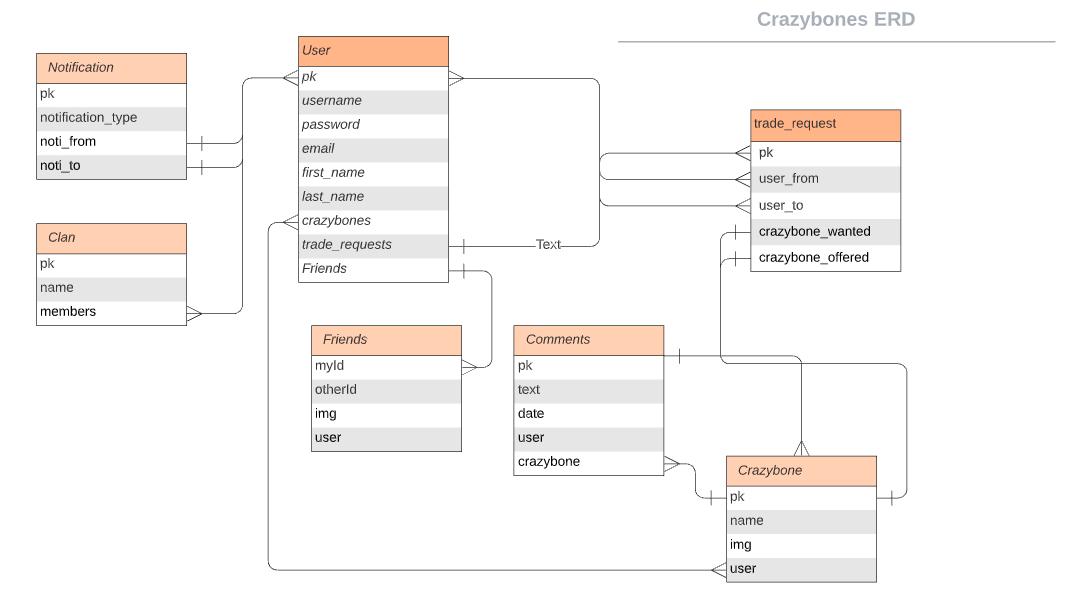 Crazybones ERD
Notification
pk
notification_type
noti_from
noti_to
Clan
pk
name
members
User
pk
username
password
email
first_name
last_name
crazybones
trade_requests
Friends
Text
trade_request
pk
user_from
user_to
crazybone_wanted
crazybone_offered
Friends
myId
otherId
img
user
Comments
pk
text
date
user
crazybone
Crazybone
pk
name
img
user